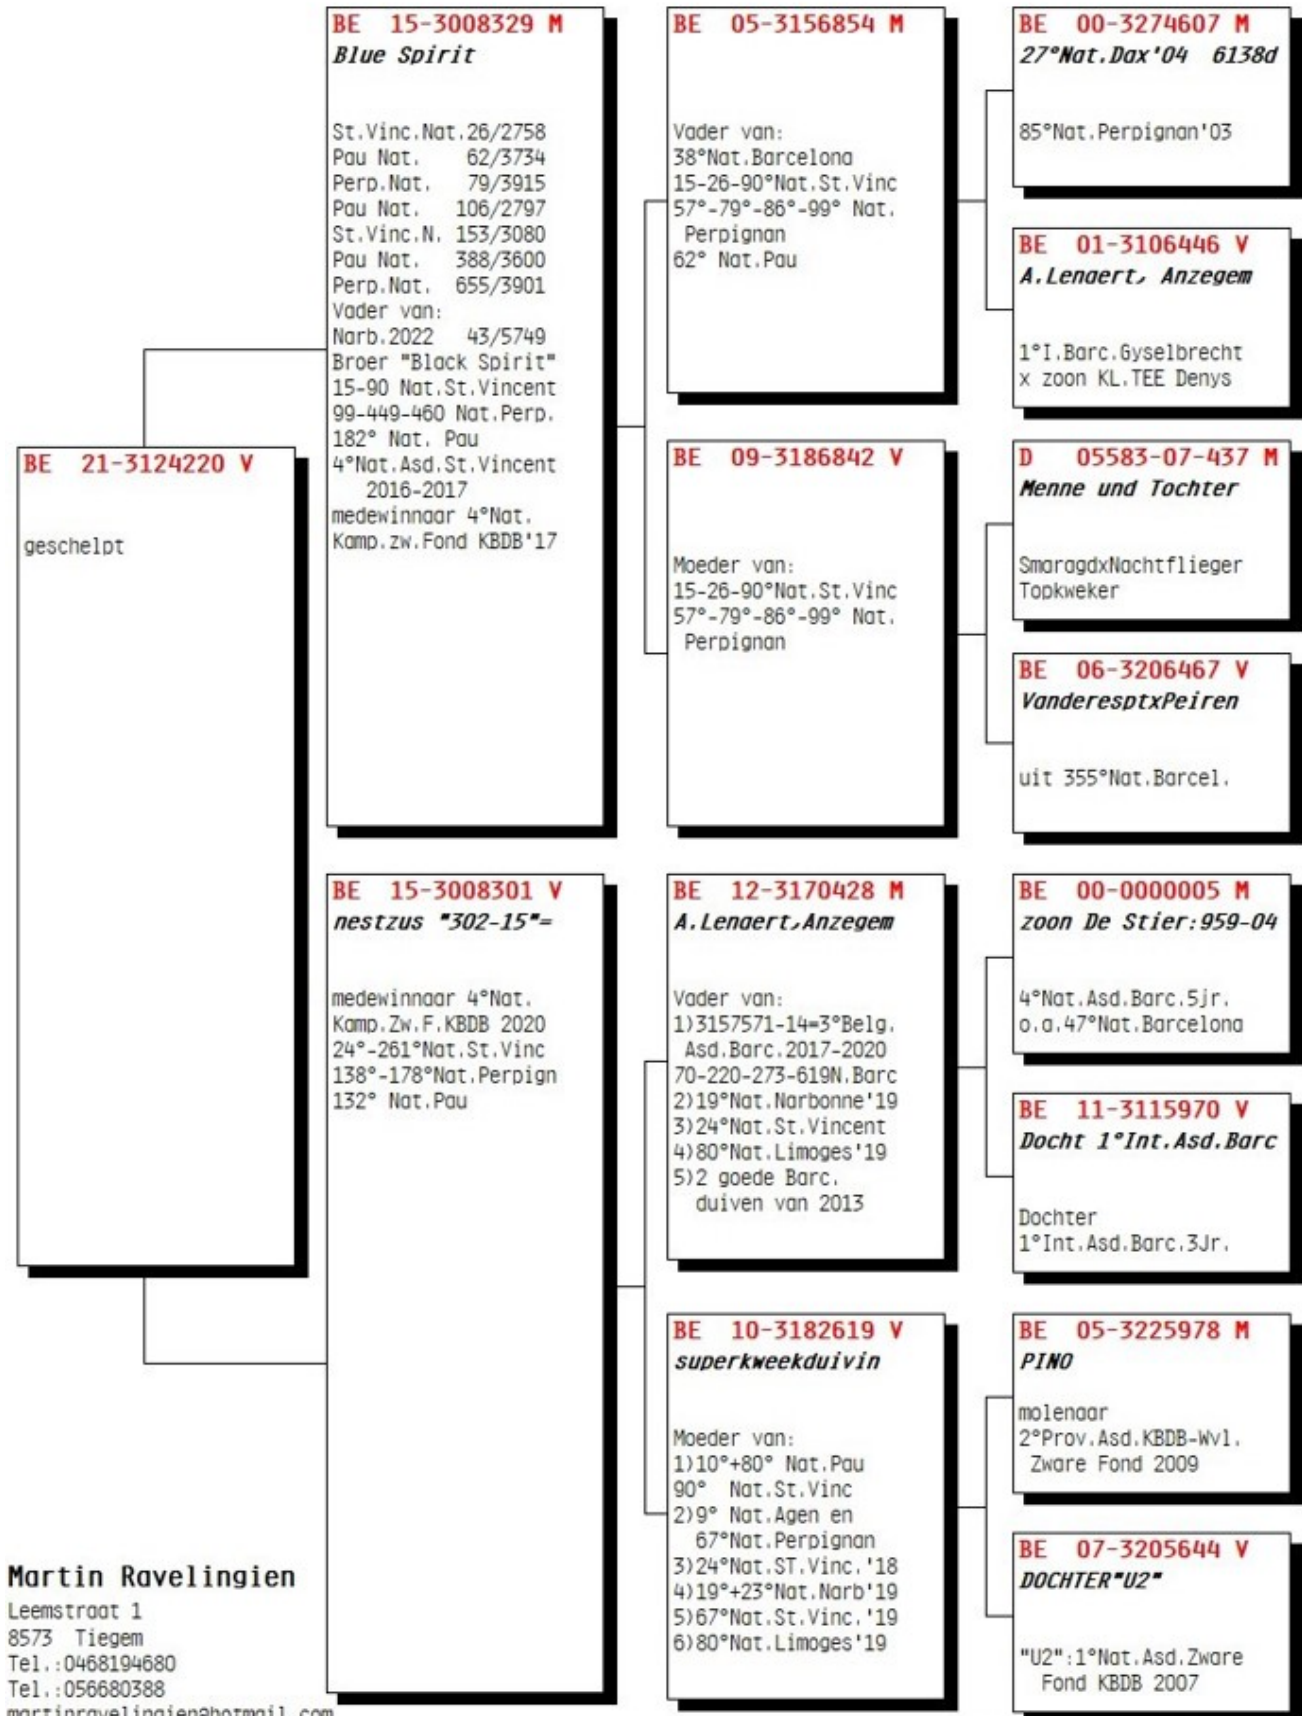 BE 21-3124220 V
geschelpt
BE 15-3008329 M
Blue Spirit
St.Vinc.Nat.26/2758
Pau Nat. 62/3734
Perp.Nat. 79/3915
Pau Nat. 106/2797
St.Vinc.N. 153/3080
Pau Nat. 388/3600
Perp.Nat. 655/3901
Vader van:
Narb.2022 43/5749
Broer "Black Spirit"
15-90 Nat.St.Vincent
99-449-460 Nat.Perp.
182° Nat. Pau
4°Nat.Asd.St.Vincent
2016-2017
medewinnaar 4°Nat.
Kamp.zw.Fond KBDB'17
BE 15-3008301 V
nestzus "302-15"=
medewinnaar 4°Nat.
Kamp.Zw.F.KBDB 2020
24°-261°Nat.St.Vinc
138°-178°Nat.Perpign
132° Nat.Pau
BE 05-3156854 M
Vader van:
38°Nat.Barcelona
15-26-90°Nat.St.Vinc
57°-79°-86°-99° Nat.
Perpignan
62° Nat.Pau
BE 09-3186842 V
Moeder van:
15-26-90°Nat.St.Vinc
57°-79°-86°-99° Nat.
Perpignan
BE 12-3170428 M
A.Lenaert,Anzegem
Vader van:
1)3157571-14=3°Belg.
Asd.Barc.2017-2020
70-220-273-619N.Barc
2)19°Nat.Narbonne'19
3)24°Nat.St.Vincent
4)80°Nat.Limoges'19
5)2 goede Barc.
duiven van 2013
BE 10-3182619 V
superkweekduivin
Moeder van:
1)10°+80° Nat.Pau
90° Nat.St.Vinc
2)9° Nat.Agen en
67°Nat.Perpignan
3)24°Nat.ST.Vinc.'18
4)19°+23°Nat.Narb'19
5)67°Nat.St.Vinc.'19
6)80°Nat.Limoges'19
BE 00-3274607 M
27°Nat.Dax'04 6138d
85°Nat.Perpignan'03
BE 01-3106446 V
A.Lenaert, Anzegem
1°I.Barc.Gyselbrecht
x zoon KL.TEE Denys
D 05583-07-437 M
Menne und Tochter
SmaragdxNachtflieger
Topkweker
BE 06-3206467 V
VanderesptxPeiren
uit 355°Nat.Barcel.
BE 00-0000005 M
zoon De Stier:959-04
4°Nat.Asd.Barc.5jr.
o.a.47°Nat.Barcelona
BE 11-3115970 V
Docht 1°Int.Asd.Barc
Dochter
1°Int.Asd.Barc.3Jr.
BE 05-3225978 M
PINO
molenaar
2°Prov.Asd.KBDB-Wvl.
Zware Fond 2009
BE 07-3205644 V
DOCHTER"U2"
"U2":1°Nat.Asd.Zware
Fond KBDB 2007
Martin Ravelingien
Leemstraat 1
8573 Tiegem
Tel.:0468194680
Tel.:056680388
martinravelingien@hotmail.com